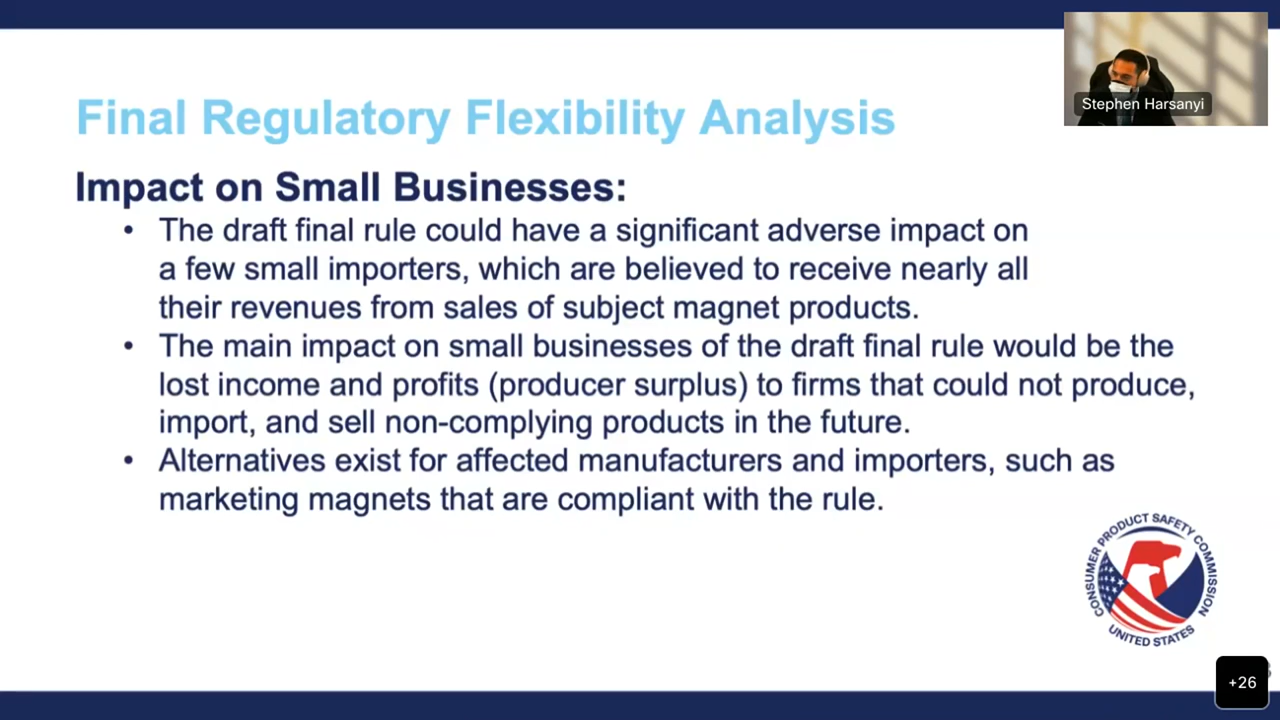 Stephen Harsanyi
Final Regulatory Flexibility Analysis
Impact on Small Businesses:
• The draft final rule could have a significant adverse impact on
a few small importers, which are believed to receive nearly all
their revenues from sales of subject magnet products.
• The main impact on small businesses of the draft final rule would be the
lost income and profits (producer surplus) to firms that could not produce,
import, and sell non-complying products in the future.
• Alternatives exist for affected manufacturers and importers, such as
marketing magnets that are compliant with the rule.
CONSUMER PRODUCT SAFETY COMMISSION
UNITED STATES
+26